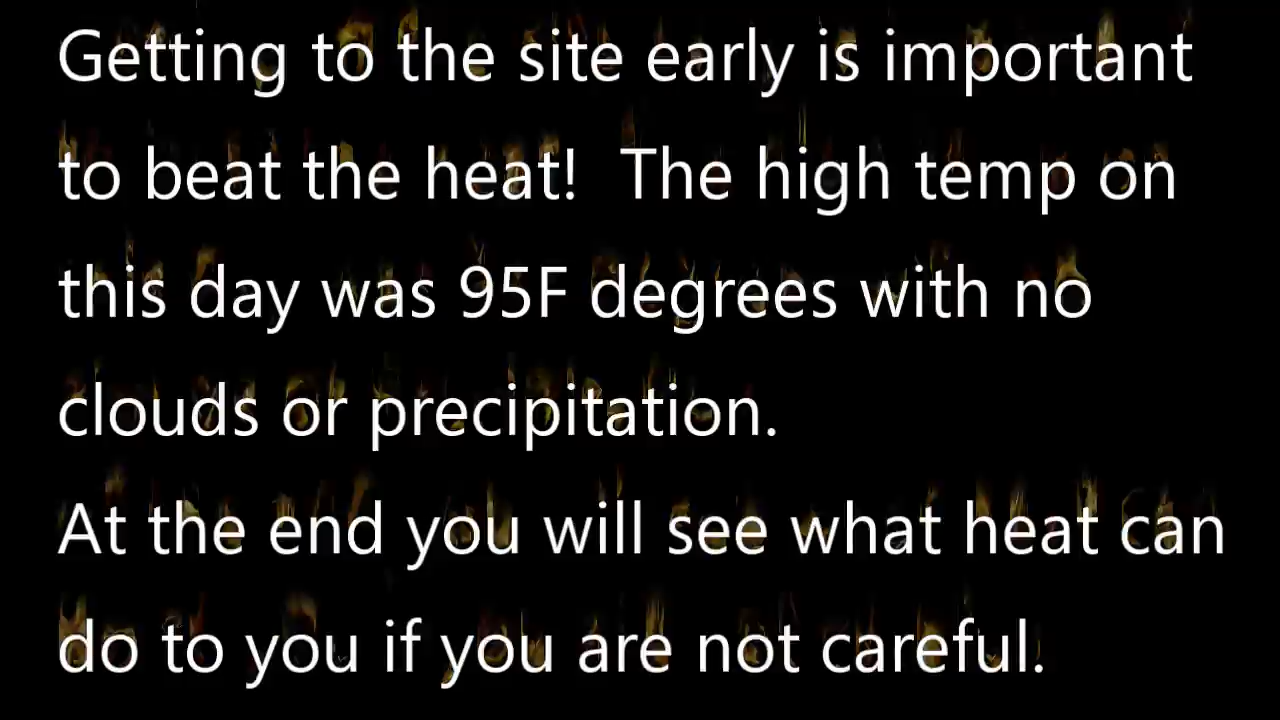 Getting to the site early is important
to beat the heat!  The high temp on
this day was 95F degrees with no
clouds or precipitation.
At the end you will see what heat can
do to you if you are not careful.